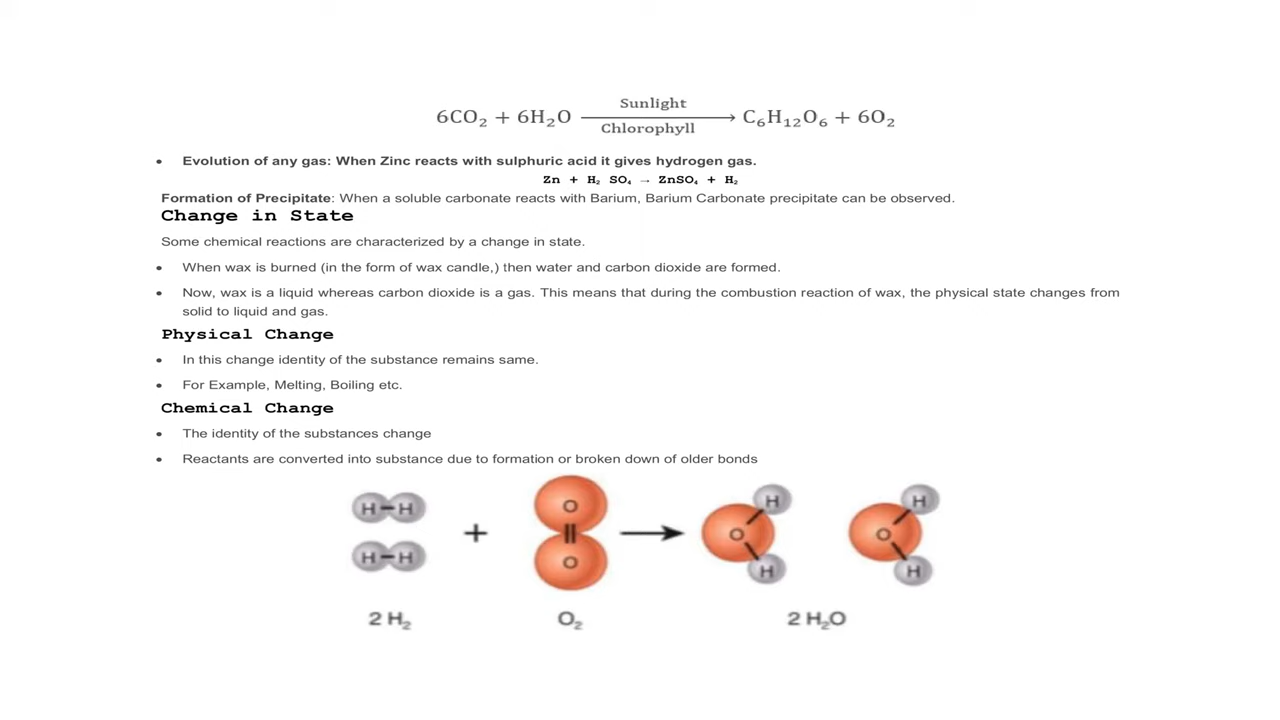 6CO₂ + 6H₂O Sunlight Chlorophyll → C₆H₁₂O₆ + 6O₂
• Evolution of any gas: When Zinc reacts with sulphuric acid it gives hydrogen gas.
Zn + H₂ SO₄ → ZnSO₄ + H₂
Formation of Precipitate: When a soluble carbonate reacts with Barium, Barium Carbonate precipitate can be observed.
Change in State
Some chemical reactions are characterized by a change in state.
• When wax is burned (in the form of wax candle,) then water and carbon dioxide are formed.
• Now, wax is a liquid whereas carbon dioxide is a gas. This means that during the combustion reaction of wax, the physical state changes from
solid to liquid and gas.
Physical Change
• In this change identity of the substance remains same.
• For Example, Melting, Boiling etc.
Chemical Change
• The identity of the substances change
• Reactants are converted into substance due to formation or broken down of older bonds
H–H O H H
+ → O O
H–H O H H
2 H₂ O₂ 2 H₂O